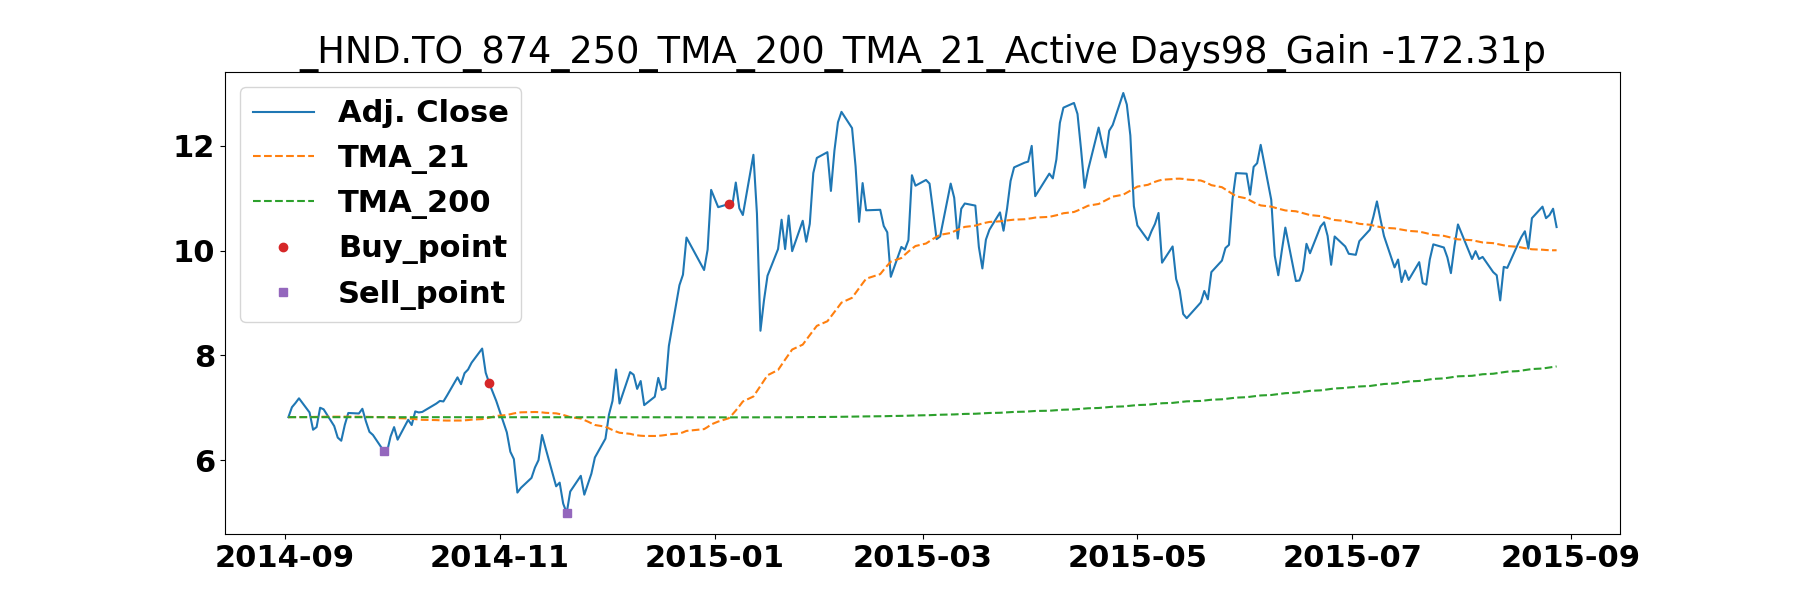 _HND.TO_874_250_TMA_200_TMA_21_Active Days98_Gain -172.31p
Adj. Close
TMA_21
TMA_200
Buy_point
Sell_point
12
10
8
6
2014-09 2014-11 2015-01 2015-03 2015-05 2015-07 2015-09